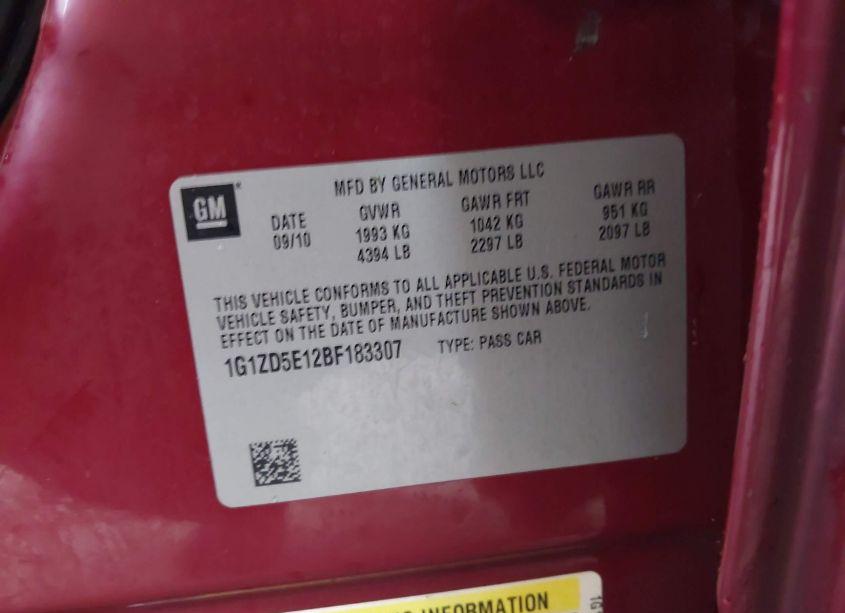 MFD BY GENERAL MOTORS LLC
GM®
DATE GVWR GAWR FRT GAWR RR
09/10 1993 KG 1042 KG 951 KG
4394 LB 2297 LB 2097 LB
THIS VEHICLE CONFORMS TO ALL APPLICABLE U.S. FEDERAL MOTOR
VEHICLE SAFETY, BUMPER, AND THEFT PREVENTION STANDARDS IN
EFFECT ON THE DATE OF MANUFACTURE SHOWN ABOVE.
1G1ZD5E12BF183307 TYPE: PASS CAR
INFORMATION